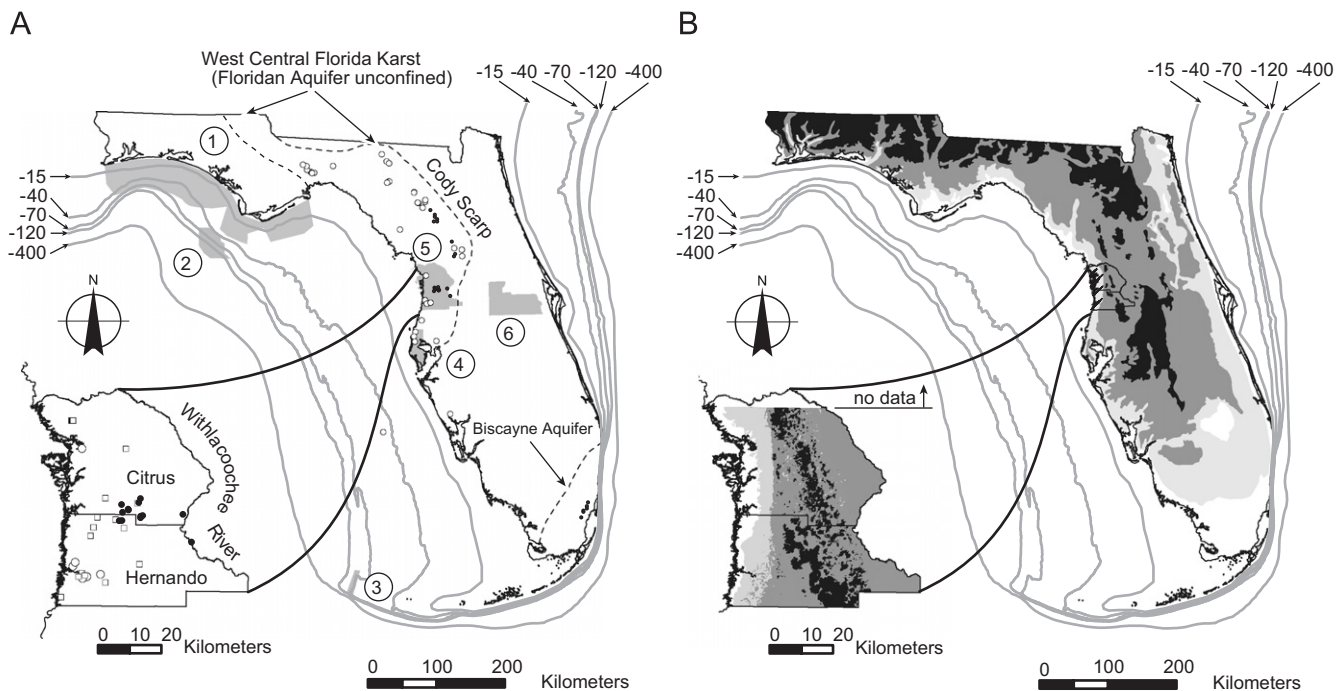 A
B
West Central Florida Karst
(Floridan Aquifer unconfined)
-15 -40 -70 -120 -400
-15 -40 -70 -120 -400
1
Cody Scarp
-15
-40
-70
-120
-400
-15
-40
-70
-120
-400
2
5
N
N
6
4
no data
Biscayne Aquifer
Withlacoochee
River
Citrus
Hernando
3
0 10 20
Kilometers
0 10 20
Kilometers
0 100 200
Kilometers
0 100 200
Kilometers